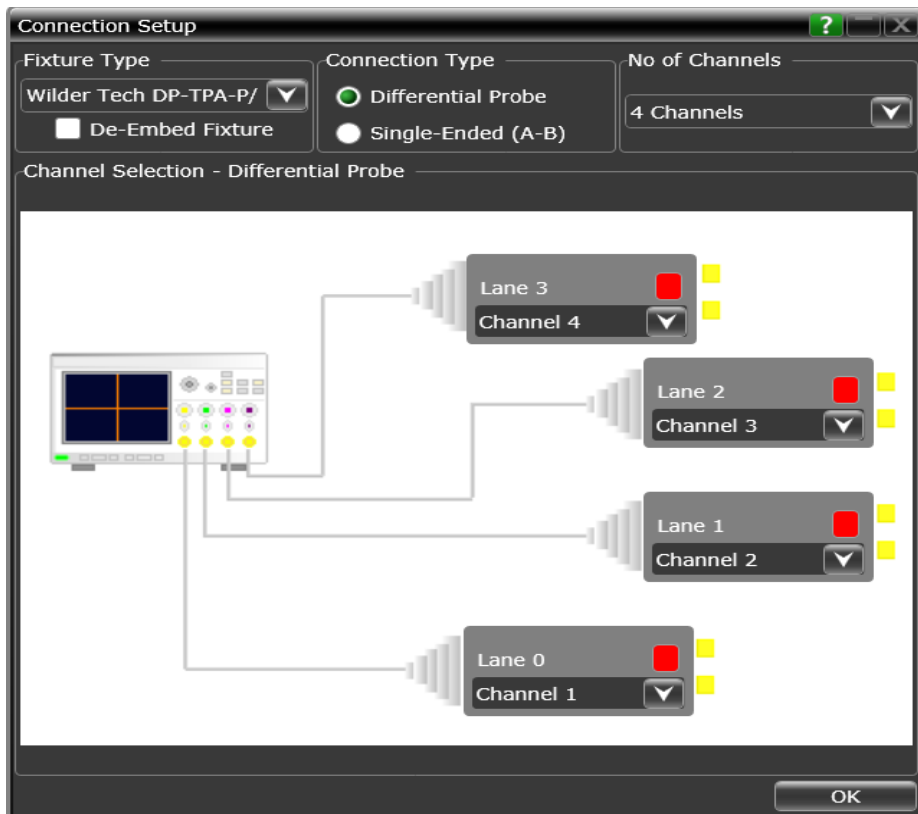 Connection Setup
?
Fixture Type
Wilder Tech DP-TPA-P/
De-Embed Fixture
Connection Type
Differential Probe
Single-Ended (A-B)
No of Channels
4 Channels
Channel Selection - Differential Probe
Lane 3
Channel 4
Lane 2
Channel 3
Lane 1
Channel 2
Lane 0
Channel 1
OK